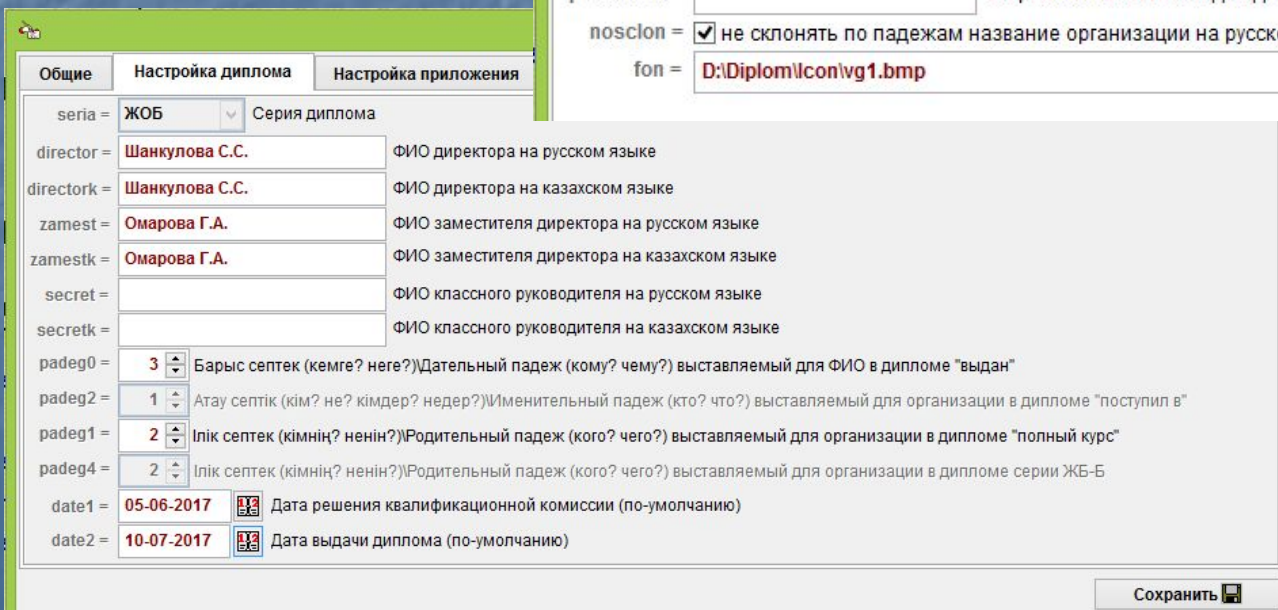 nosclon = не склонять по падежам название организации на русск
fon = D:\Diplom\Icon\vg1.bmp
Общие Настройка диплома Настройка приложения
seria = ЖОБ Серия диплома
director = Шанкулова С.С. ФИО директора на русском языке
directork = Шанкулова С.С. ФИО директора на казахском языке
zamest = Омарова Г.А. ФИО заместителя директора на русском языке
zamestk = Омарова Г.А. ФИО заместителя директора на казахском языке
secret = ФИО классного руководителя на русском языке
secretk = ФИО классного руководителя на казахском языке
padeg0 = 3 Барыс септек (кемге? неге?)\Дательный падеж (кому? чему?) выставляемый для ФИО в дипломе "выдан"
padeg2 = 1 Атау септік (кім? не? кімдер? недер?)\Именительный падеж (кто? что?) выставляемый для организации в дипломе "поступил в"
padeg1 = 2 Ілік септек (кімнің? ненін?)\Родительный падеж (кого? чего?) выставляемый для организации в дипломе "полный курс"
padeg4 = 2 Ілік септек (кімнің? ненін?)\Родительный падеж (кого? чего?) выставляемый для организации в дипломе серии ЖБ-Б
date1 = 05-06-2017 Дата решения квалификационной комиссии (по-умолчанию)
date2 = 10-07-2017 Дата выдачи диплома (по-умолчанию)
Сохранить